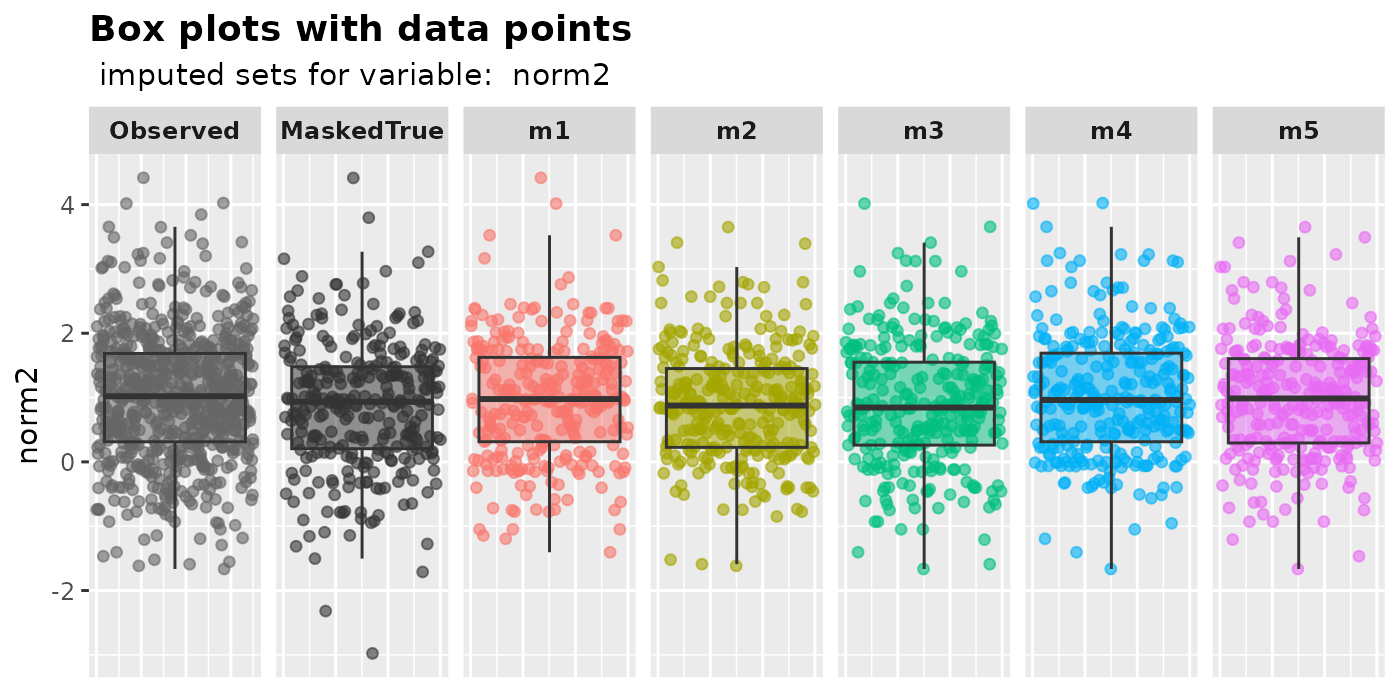 Box plots with data points
imputed sets for variable:  norm2
Observed MaskedTrue m1 m2 m3 m4 m5
norm2
4
2
0
-2